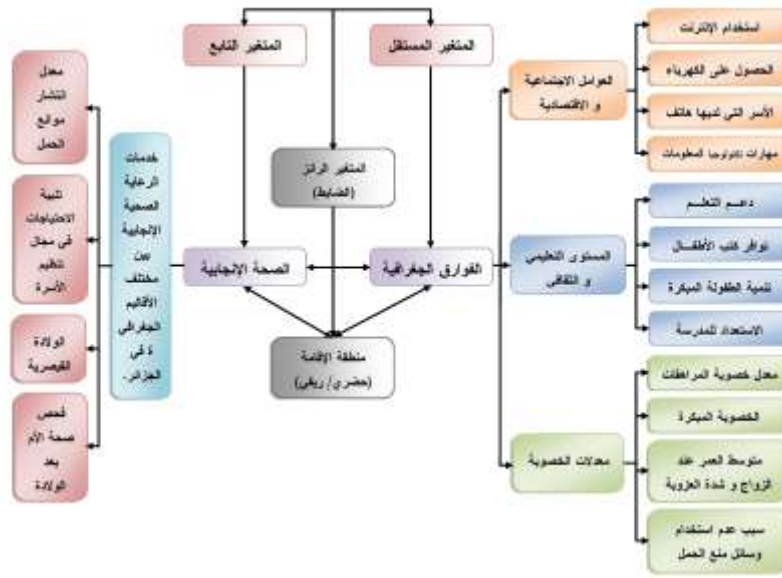 المتغير المستقل
المتغير التابع
المتغير الرائز
(الضابط)
الفوارق الجغرافية
الصحة الإنجابية
منطقة الإقامة
(حضري/ ريفي)
العوامل الاجتماعية
و الاقتصادية
استخدام الإنترنت
الحصول على الكهرباء
الأسر التي لديها هاتف
مهارات تكنولوجيا المعلومات
المستوى التعليمي
و الثقافي
دعم التعلم
توافر كتب الأطفال
تنمية الطفولة المبكرة
الاستعداد للمدرسة
معدلات الخصوبة
معدل خصوبة المراهقات
الخصوبة المبكرة
متوسط العمر عند
الزواج و شدة العزوبة
سبب عدم استخدام
وسائل منع الحمل
خدمات
الرعاية
الصحية
الإنجابية
بين
مختلف
الأقاليم
الجغرافي
ة في
الجزائر.
معدل
انتشار
موانع
الحمل
تلبية
الاحتياجات
في مجال
تنظيم
الأسرة
الولادة
القيصرية
فحص
صحة الأم
بعد
الولادة